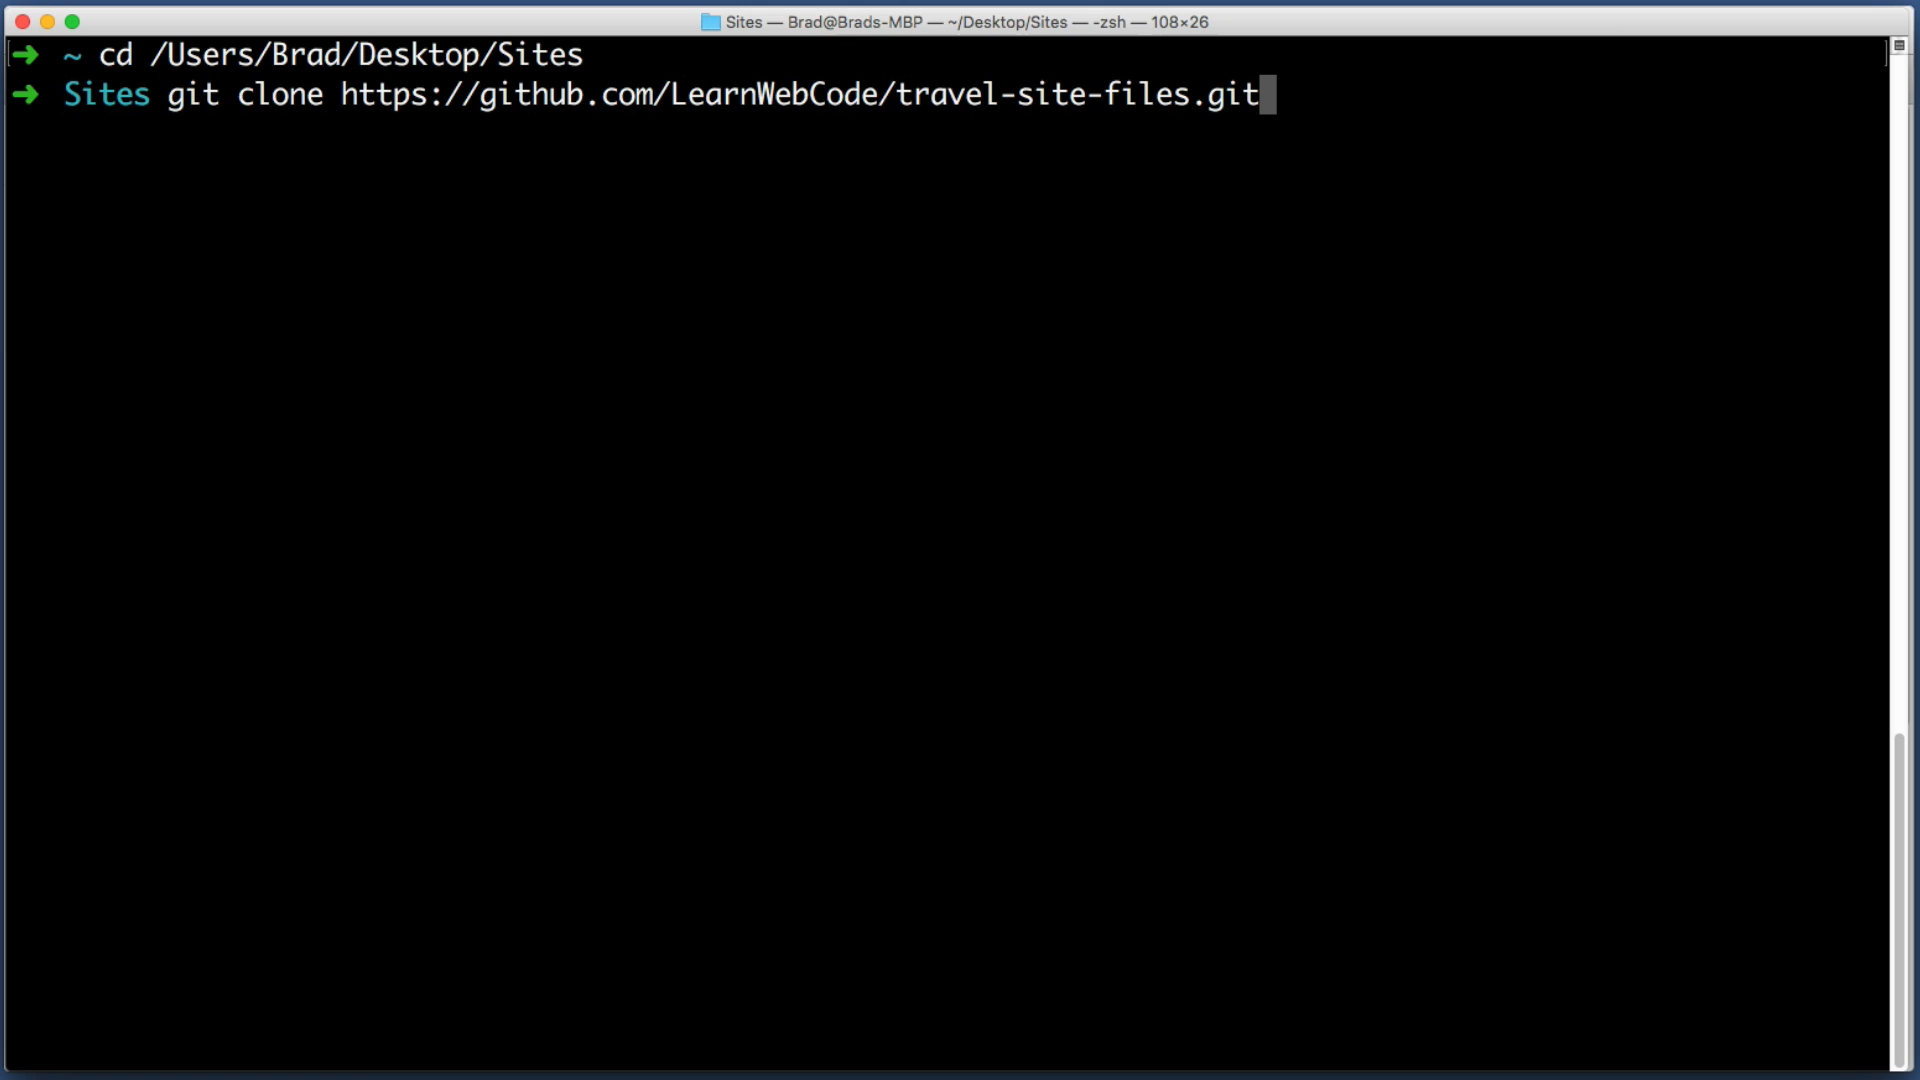 Sites — Brad@Brads-MBP — ~/Desktop/Sites — -zsh — 108×26
➜ ~ cd /Users/Brad/Desktop/Sites
➜ Sites git clone https://github.com/LearnWebCode/travel-site-files.git